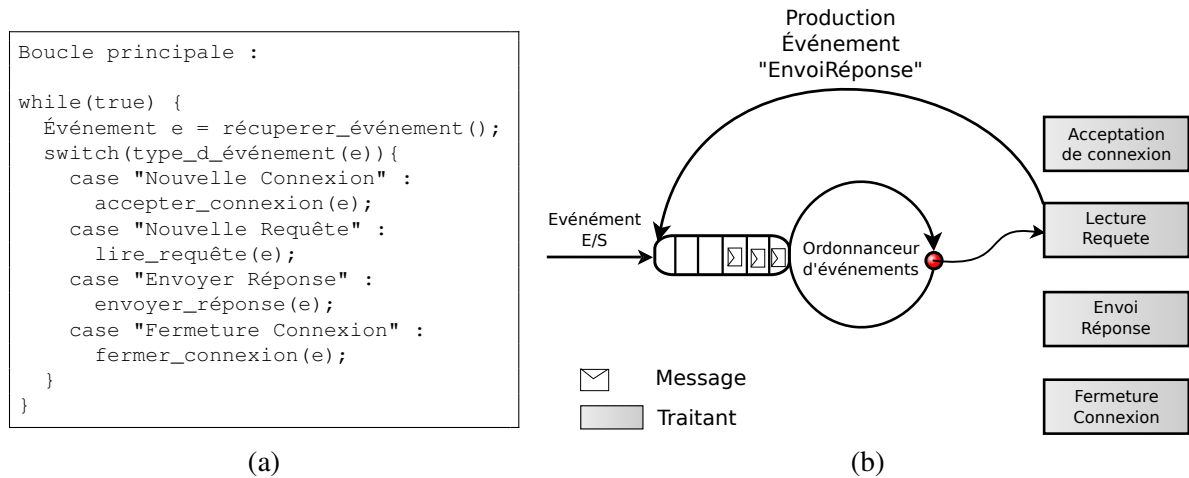 Boucle principale :
while(true) {
Événement e = récuperer_événement();
switch(type_d_événement(e)){
case "Nouvelle Connexion" :
accepter_connexion(e);
case "Nouvelle Requête" :
lire_requête(e);
case "Envoyer Réponse" :
envoyer_réponse(e);
case "Fermeture Connexion" :
fermer_connexion(e);
}
}
(a)
Production
Événement
"EnvoiRéponse"
Evénément
E/S
Ordonnanceur
d'événements
Acceptation
de connexion
Lecture
Requete
Envoi
Réponse
Fermeture
Connexion
Message
Traitant
(b)